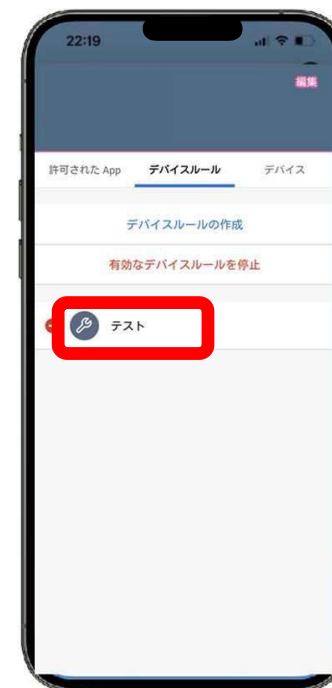 22:19
編集
許可された App デバイスルール デバイス
デバイスルールの作成
有効なデバイスルールを停止
テスト